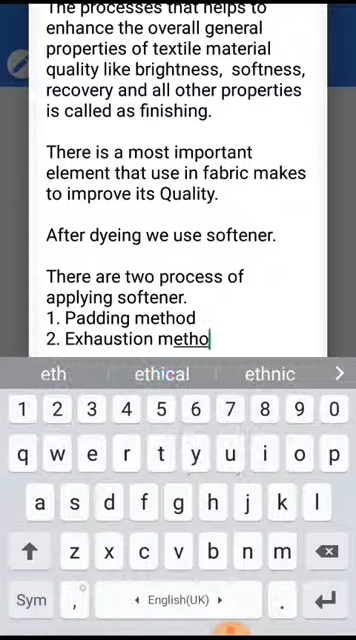 The processes that helps to
enhance the overall general
properties of textile material
quality like brightness, softness,
recovery and all other properties
is called as finishing.
There is a most important
element that use in fabric makes
to improve its Quality.
After dyeing we use softener.
There are two process of
applying softener.
1. Padding method
2. Exhaustion metho
eth ethical ethnic
1 2 3 4 5 6 7 8 9 0
q w e r t y u i o p
a s d f g h j k l
z x c v b n m
Sym , English(UK) .